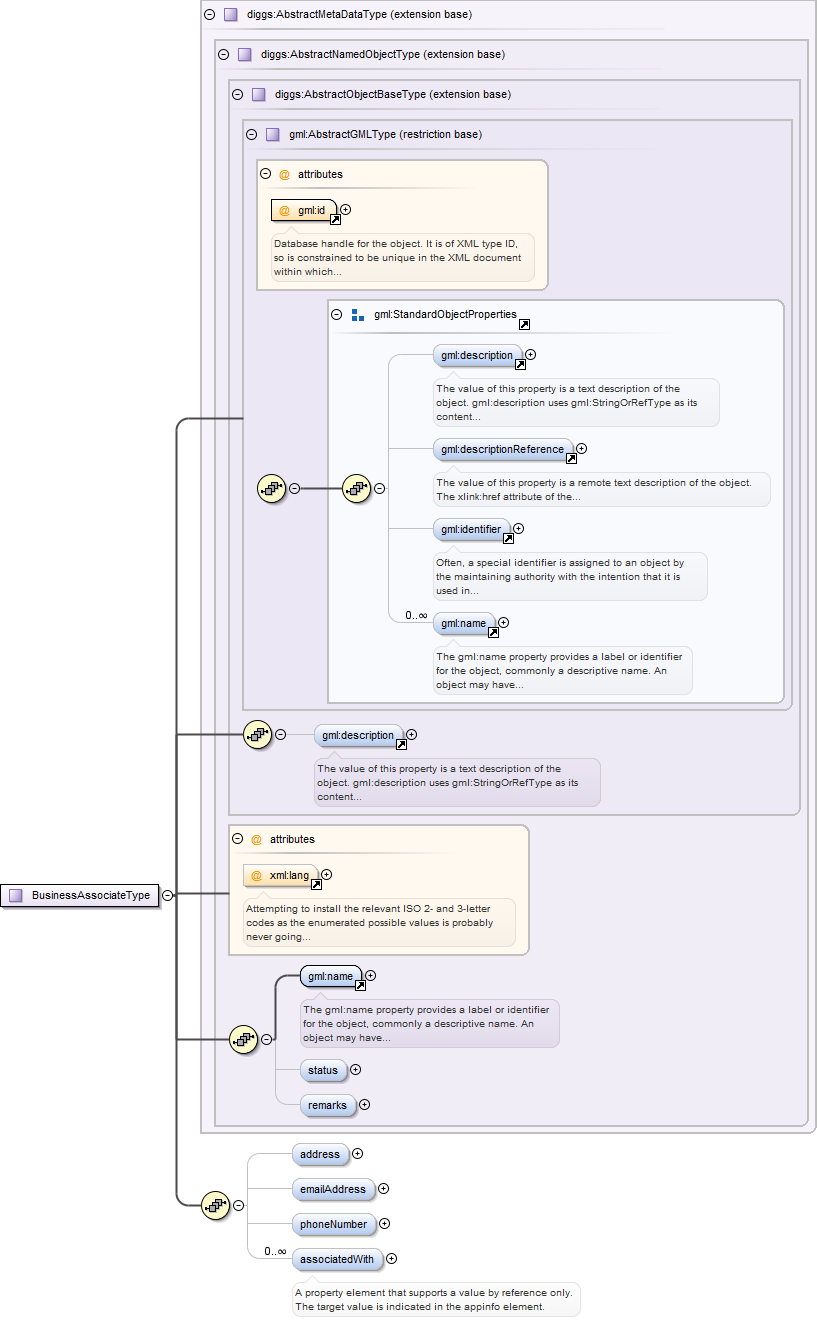 diggs:AbstractMetaDataType (extension base)
diggs:AbstractNamedObjectType (extension base)
diggs:AbstractObjectBaseType (extension base)
gml:AbstractGMLType (restriction base)
@ attributes
@ gml:id
Database handle for the object. It is of XML type ID,
so is constrained to be unique in the XML document
within which...
gml:StandardObjectProperties
gml:description
The value of this property is a text description of the
object. gml:description uses gml:StringOrRefType as its
content...
gml:descriptionReference
The value of this property is a remote text description of the object.
The xlink:href attribute of the...
gml:identifier
Often, a special identifier is assigned to an object by
the maintaining authority with the intention that it is
used in...
0..∞
gml:name
The gml:name property provides a label or identifier
for the object, commonly a descriptive name. An
object may have...
gml:description
The value of this property is a text description of the
object. gml:description uses gml:StringOrRefType as its
content...
@ attributes
@ xml:lang
BusinessAssociateType
Attempting to install the relevant ISO 2- and 3-letter
codes as the enumerated possible values is probably
never going...
gml:name
The gml:name property provides a label or identifier
for the object, commonly a descriptive name. An
object may have...
status
remarks
address
emailAddress
phoneNumber
0..∞
associatedWith
A property element that supports a value by reference only.
The target value is indicated in the appinfo element.